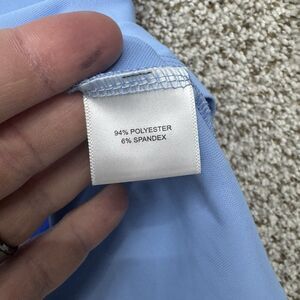 94% POLYESTER
6% SPANDEX